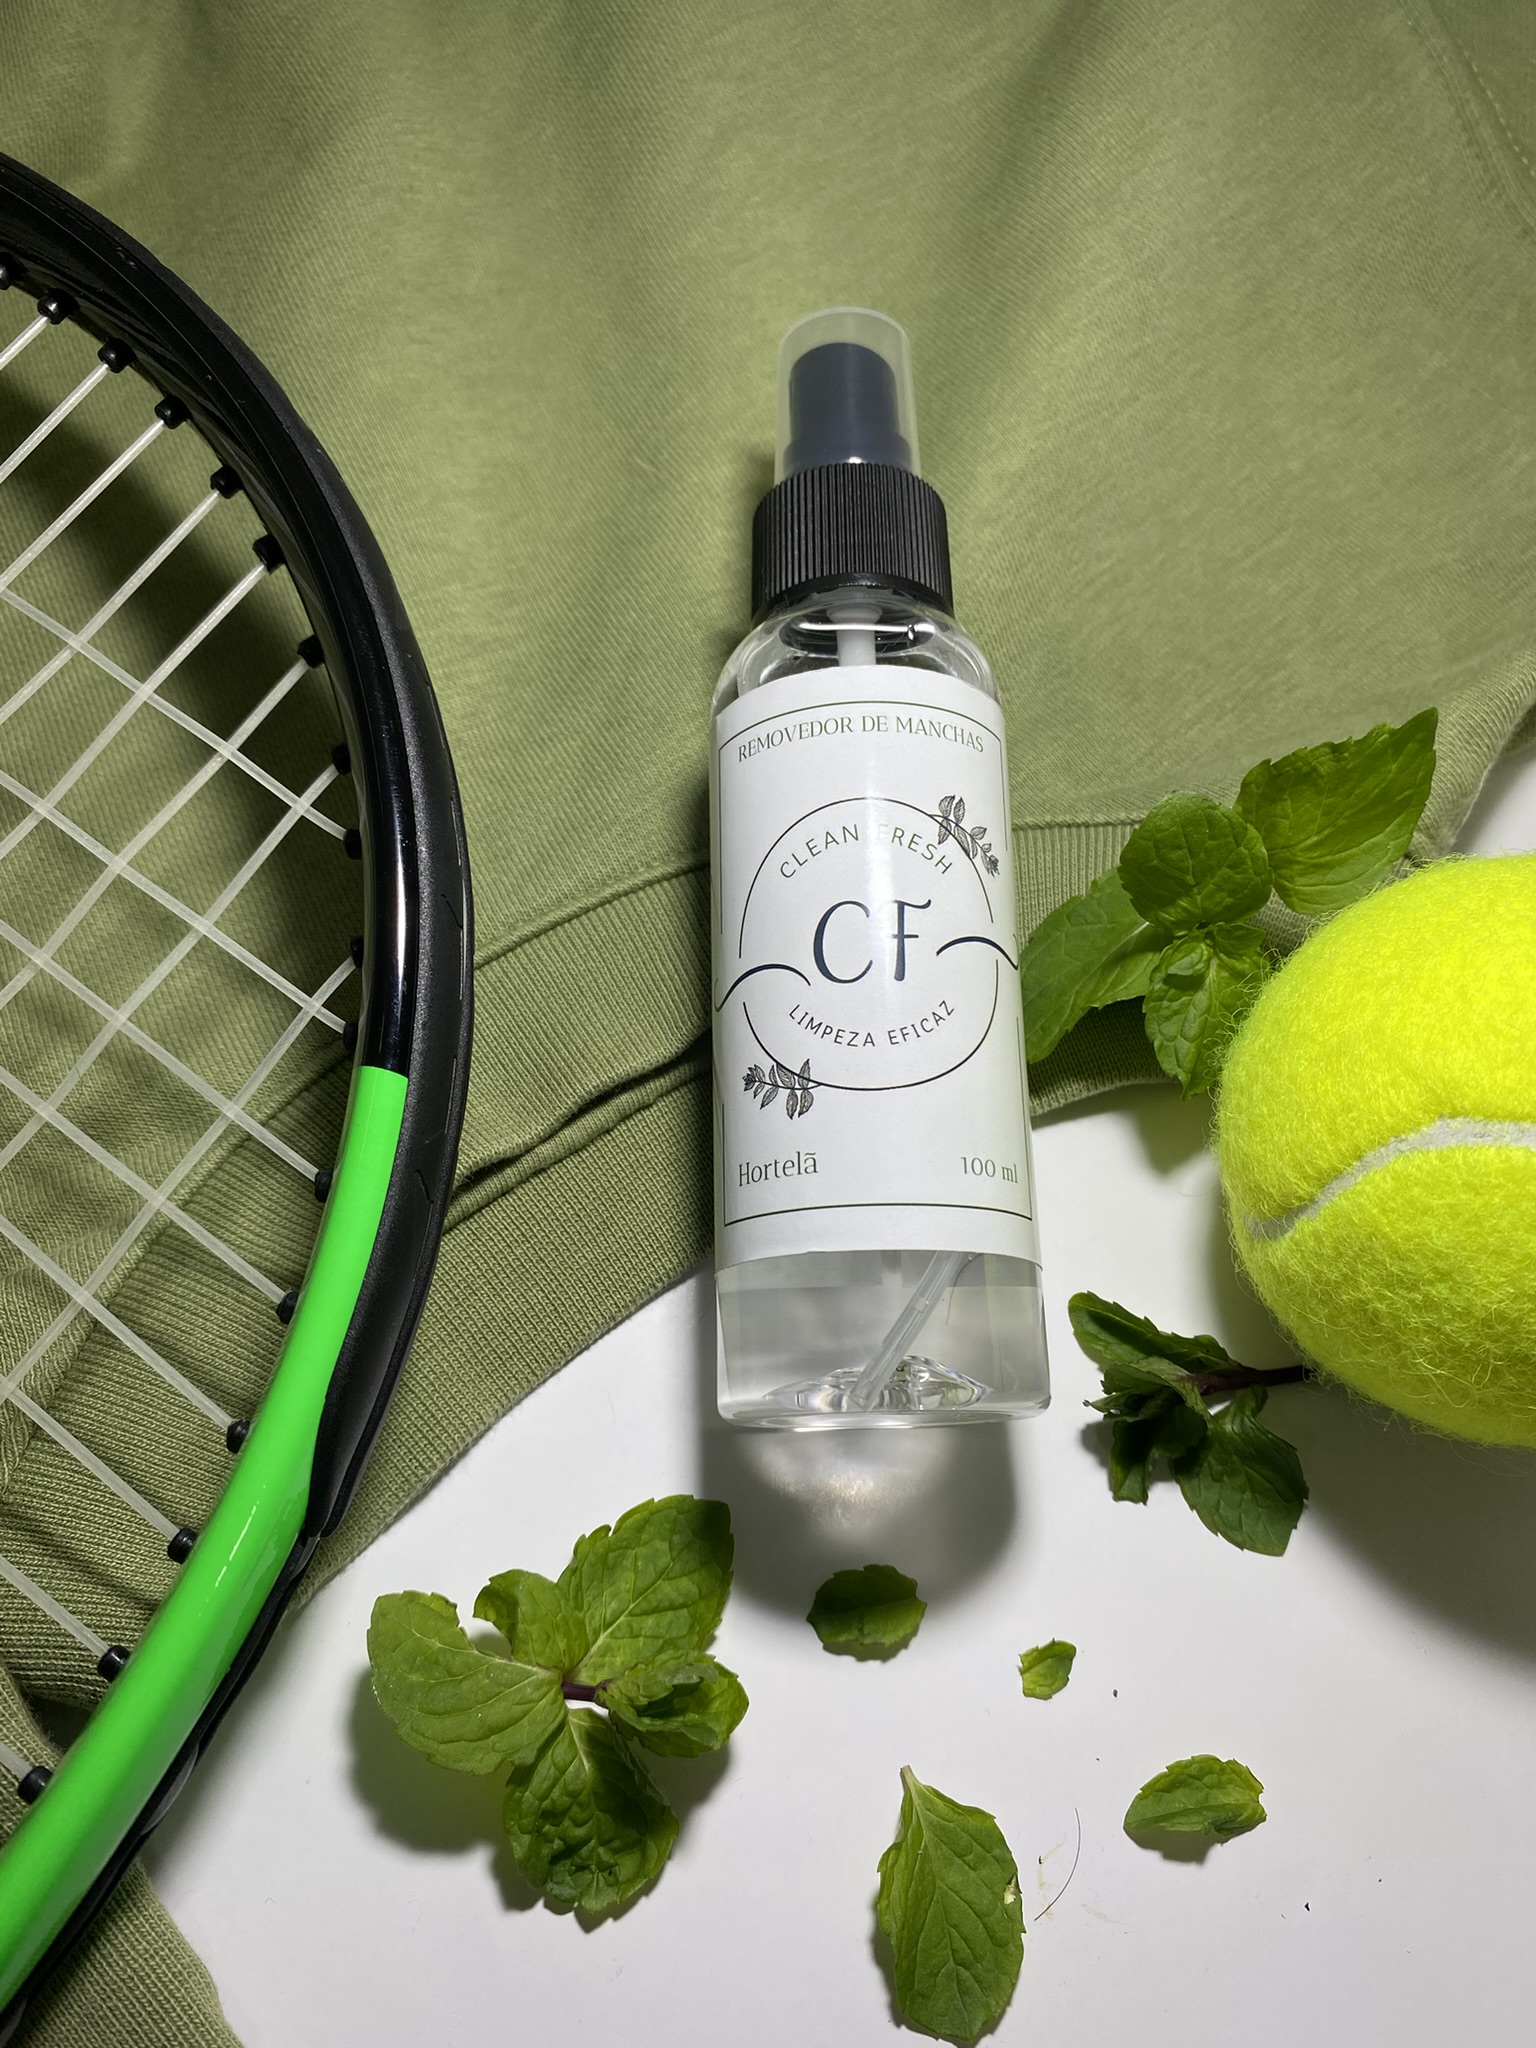 REMOVEDOR DE MANCHAS
CLEAN FRESH
CF
LIMPEZA EFICAZ
Hortelã
100 ml